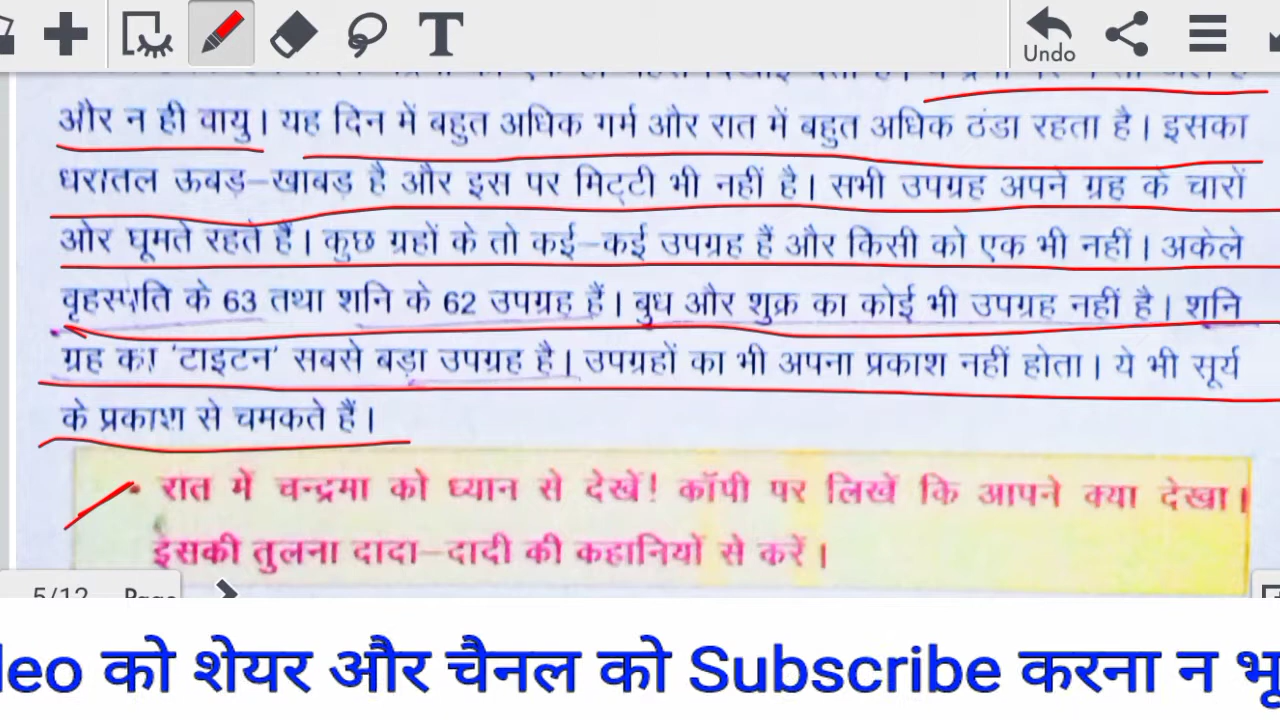 Undo
और न ही वायु। यह दिन में बहुत अधिक गर्म और रात में बहुत अधिक ठंडा रहता है। इसका
धरातल ऊबड़-खाबड़ है और इस पर मिट्टी भी नहीं है। सभी उपग्रह अपने ग्रह के चारों
ओर घूमते रहते हैं। कुछ ग्रहों के तो कई-कई उपग्रह हैं और किसी को एक भी नहीं। अकेले
वृहस्पति के 63 तथा शनि के 62 उपग्रह हैं। बुध और शुक्र का कोई भी उपग्रह नहीं है। शनि
ग्रह का 'टाइटन' सबसे बड़ा उपग्रह है। उपग्रहों का भी अपना प्रकाश नहीं होता। ये भी सूर्य
के प्रकाश से चमकते हैं।
• रात में चन्द्रमा को ध्यान से देखें! कॉपी पर लिखें कि आपने क्या देखा।
इसकी तुलना दादा-दादी की कहानियों से करें।
5/12 Page
को शेयर और चैनल को Subscribe करना न